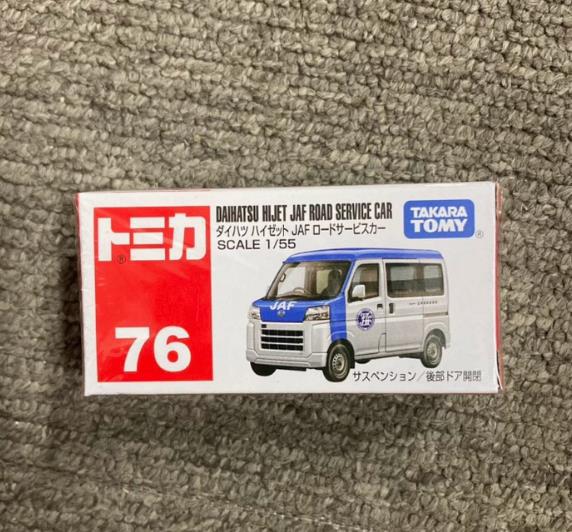 トミカ
®
76
DAIHATSU HIJET JAF ROAD SERVICE CAR
ダイハツ ハイゼット JAF ロードサービスカー
SCALE 1/55
TAKARA
TOMY
®
JAF
サスペンション/後部ドア開閉